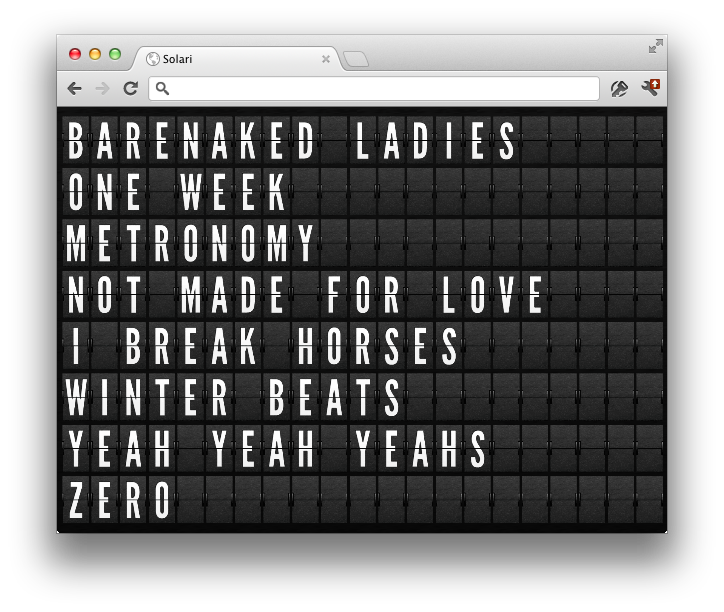 Solari
BARENAKED LADIES
ONE WEEK
METRONOMY
NOT MADE FOR LOVE
I BREAK HORSES
WINTER BEATS
YEAH YEAH YEAHS
ZERO